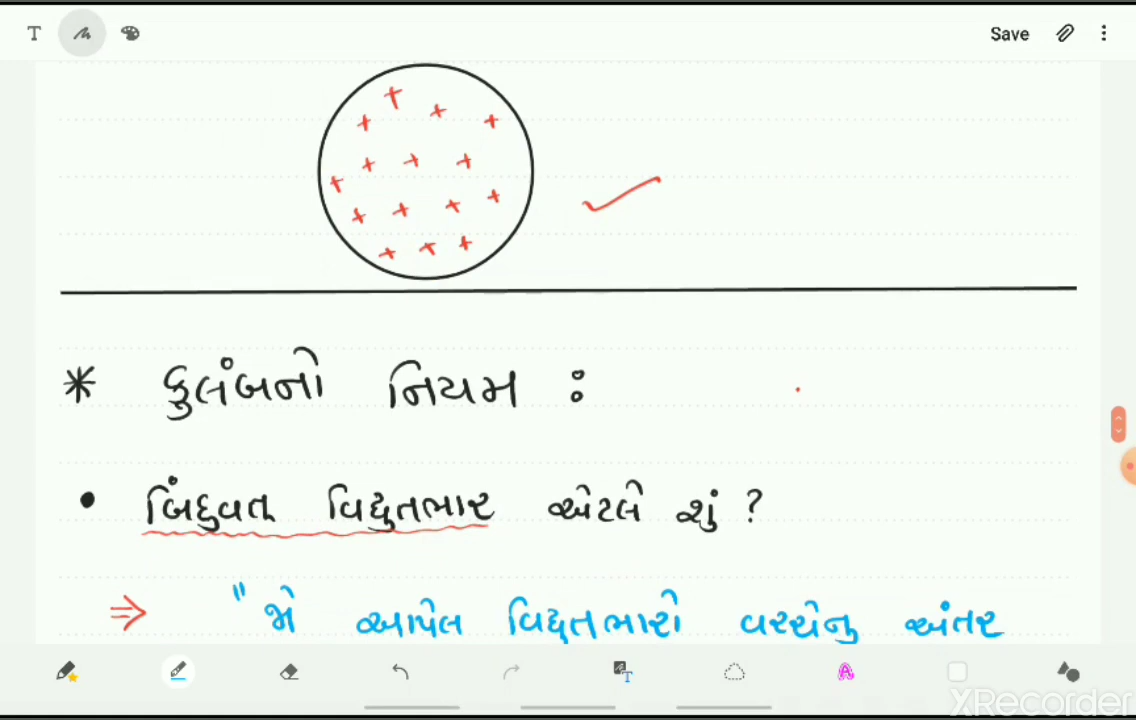 T Save
* કુલંબનો નિયમ :
• બિંદુવત વિદ્યુતભાર એટલે શું ?
⇒ " જો આપેલ વિદ્યુતભારો વચ્ચેનુ અંતર
XRecorder